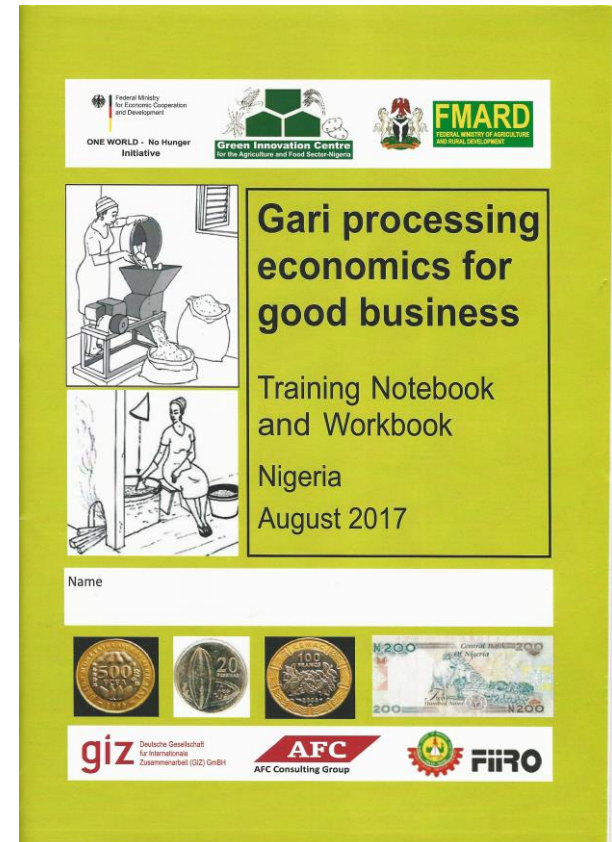 Federal Ministry
for Economic Cooperation
and Development
ONE WORLD - No Hunger
Initiative
Green Innovation Centre
for the Agriculture and Food Sector-Nigeria
FMARD
FEDERAL MINISTRY OF AGRICULTURE
AND RURAL DEVELOPMENT
Gari processing
economics for
good business
Training Notebook
and Workbook
Nigeria
August 2017
Name
500
20
100
FRANCS
N200
Central Bank
Of Nigeria
200
200
N200
giz
Deutsche Gesellschaft
für Internationale
Zusammenarbeit (GIZ) GmbH
AFC
AFC Consulting Group
FIIRO